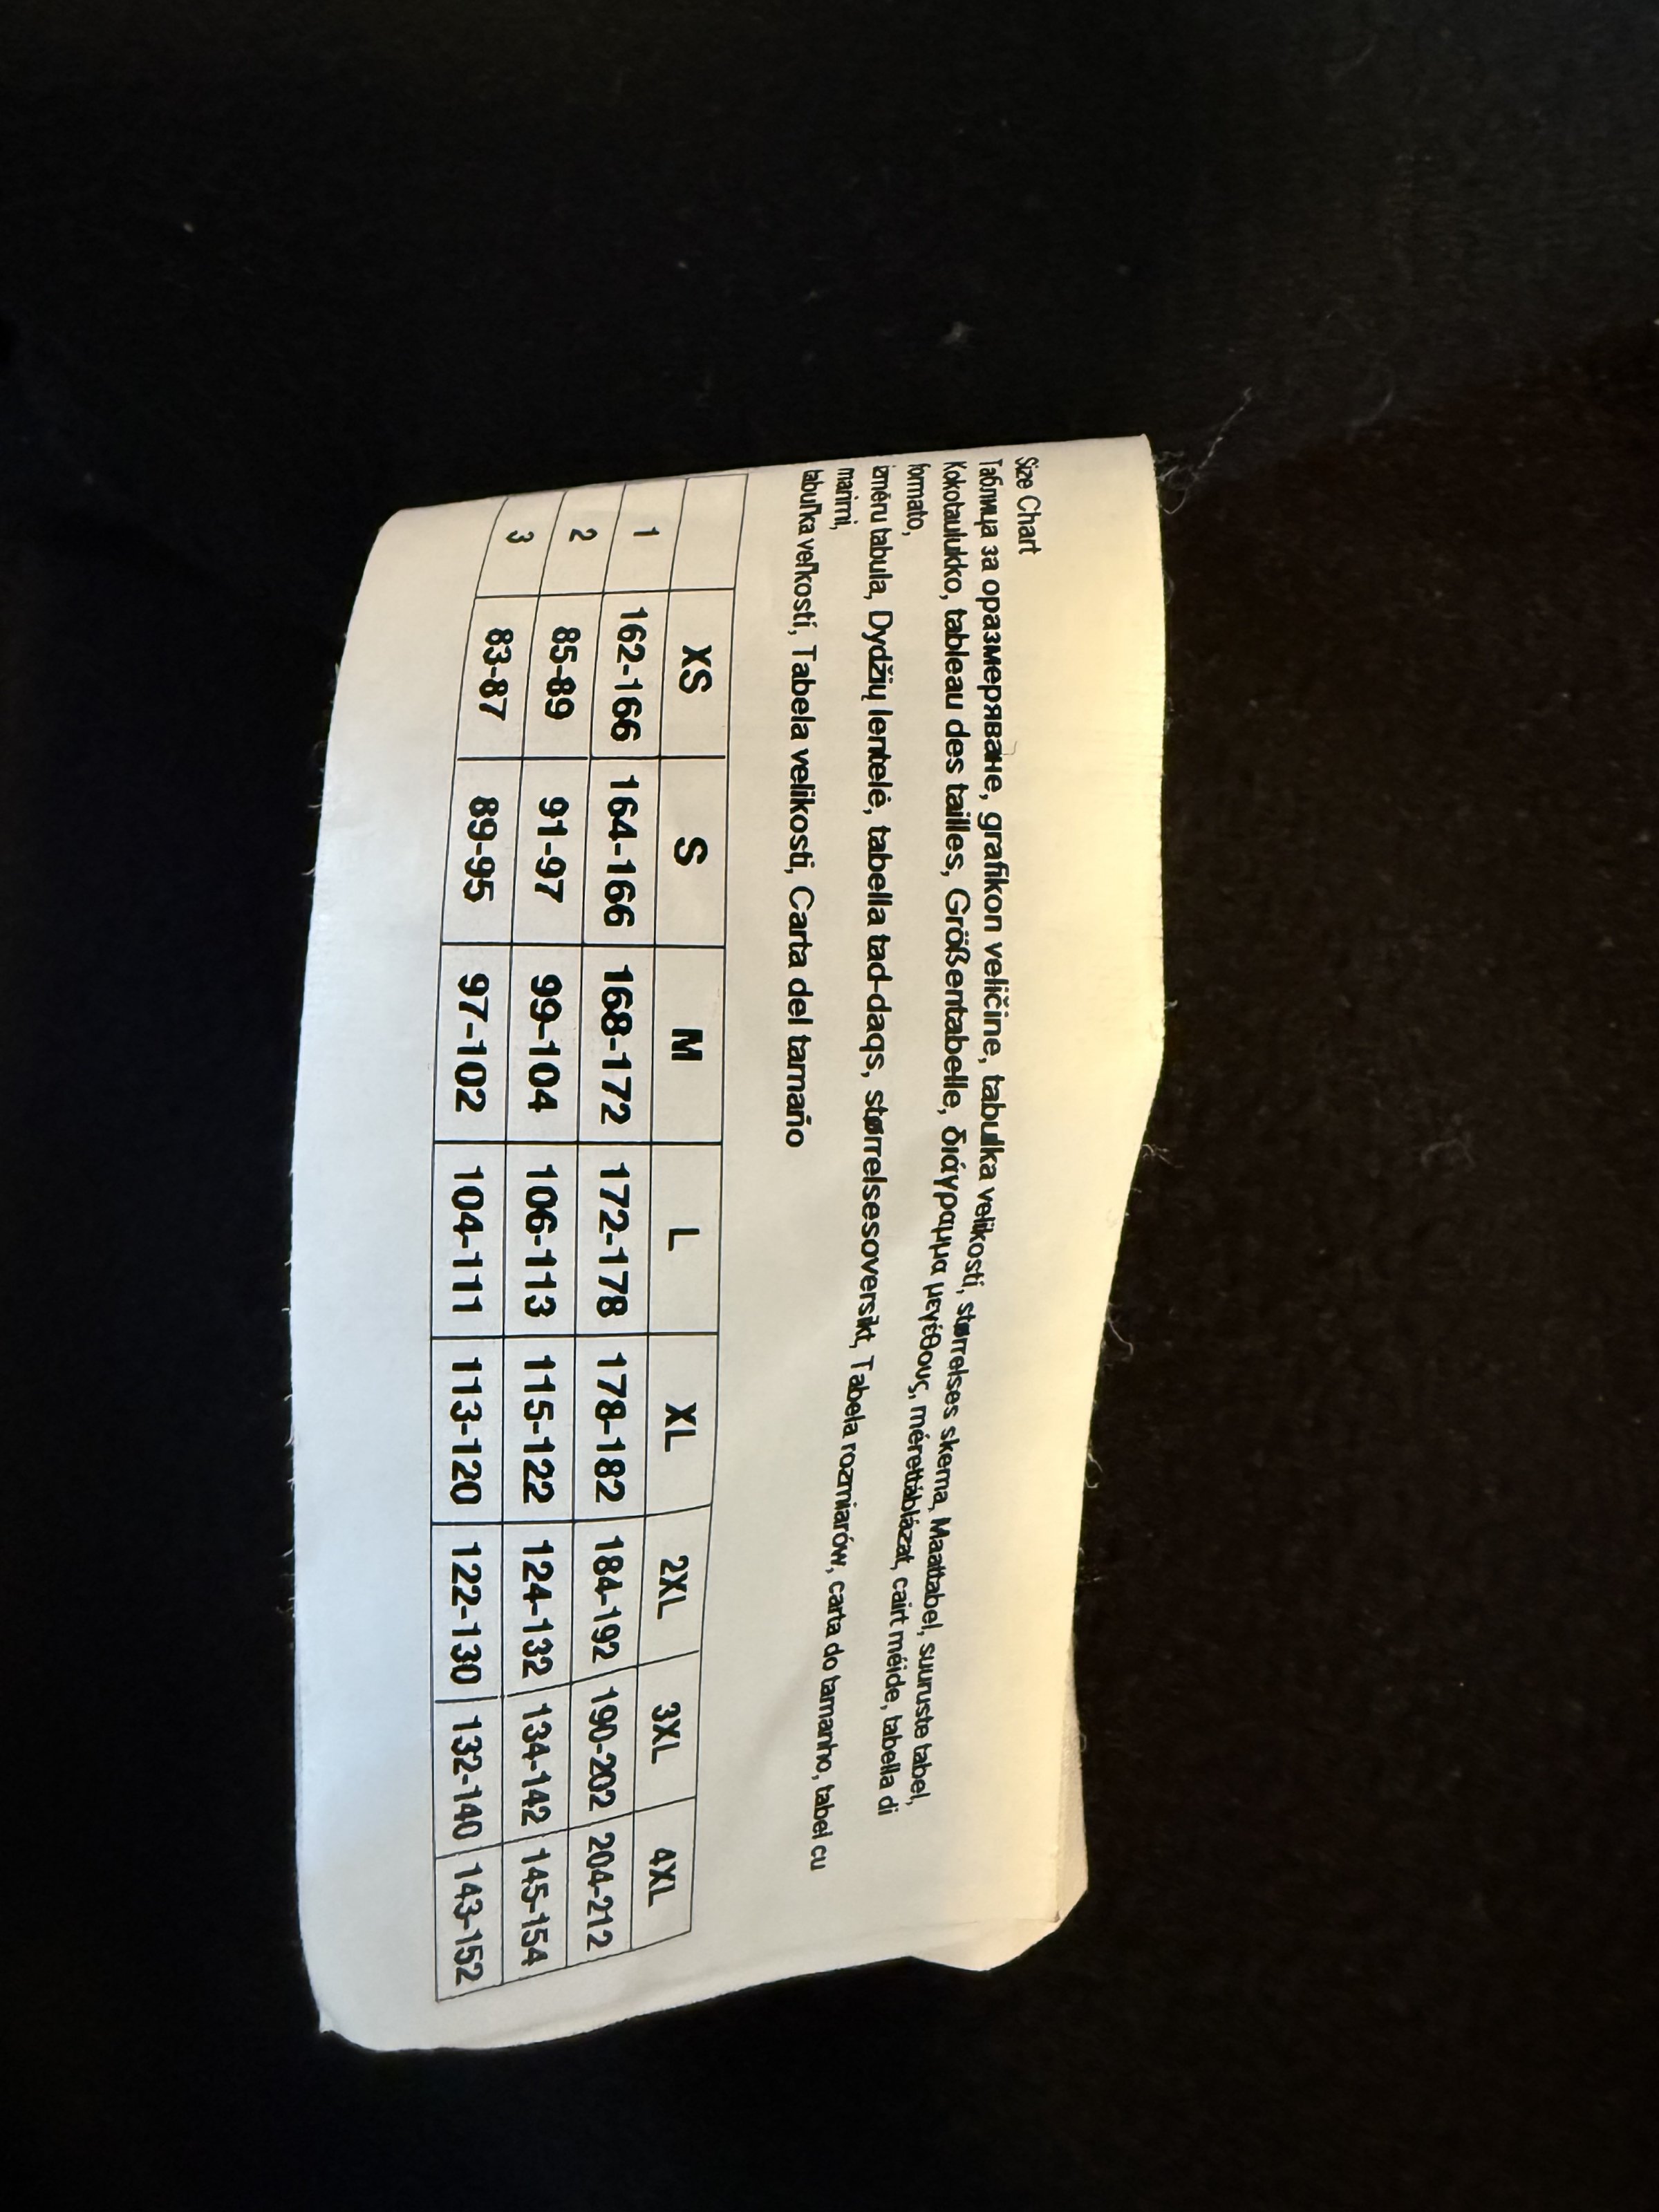 Size Chart
Таблица за оразмеряване, grafikon veličine, tabulka velikosti, størrelses skema, Maattabel, suuruste tabel,
Kokotaulukko, tableau des tailles, Größentabelle, διάγραμμα μεγέθους, mérettáblázat, cairt méide, tabella di
formato,
izmēru tabula, Dydžių lentelė, tabella tad-daqs, størrelsesoversikt, Tabela rozmiarów, carta do tamanho, tabel cu
marimi,
tabuľka veľkostí, Tabela velikosti, Carta del tamaño
XS S M L XL 2XL 3XL 4XL
1 162-166 164-166 168-172 172-178 178-182 184-192 190-202 204-212
2 85-89 91-97 99-104 106-113 115-122 124-132 134-142 145-154
3 83-87 89-95 97-102 104-111 113-120 122-130 132-140 143-152